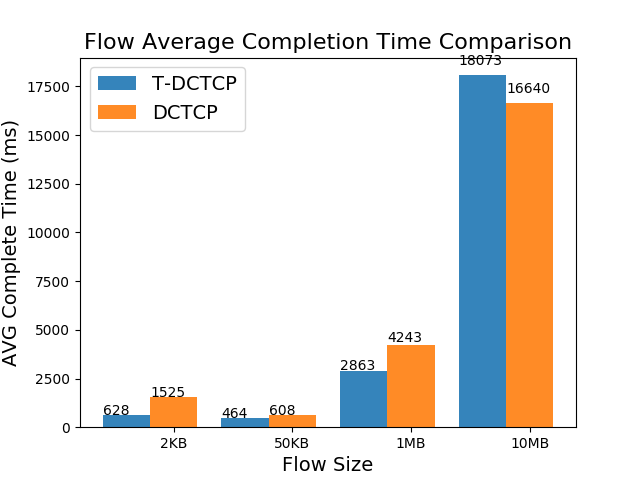 Flow Average Completion Time Comparison
T-DCTCP
DCTCP
AVG Complete Time (ms)
17500
15000
12500
10000
7500
5000
2500
0
628
1525
464
608
2863
4243
18073
16640
2KB
50KB
1MB
10MB
Flow Size